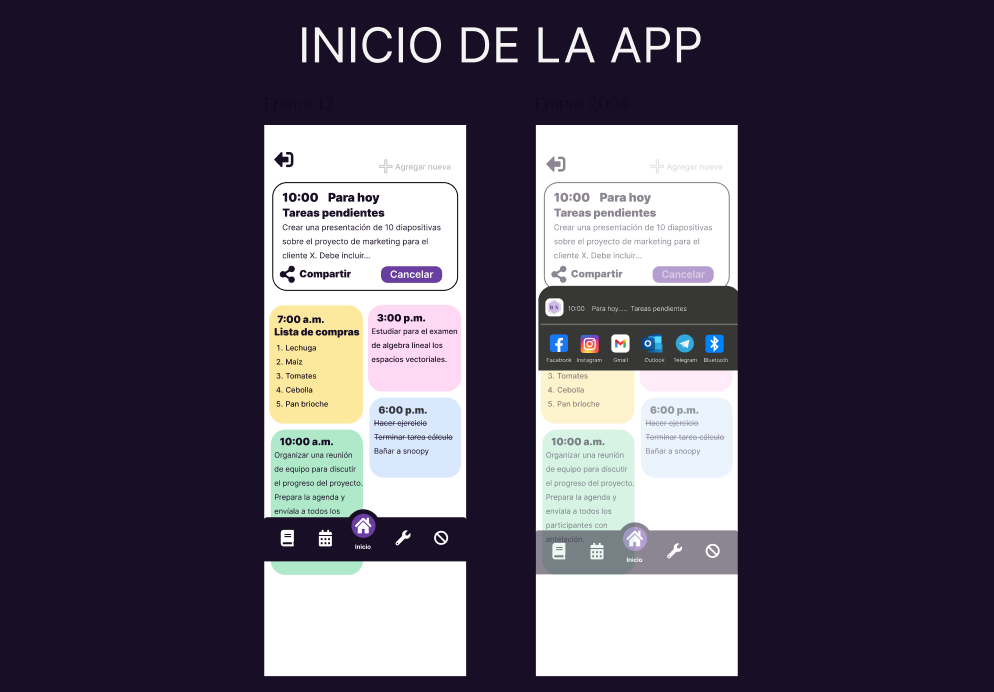 INICIO DE LA APP
Frame 12
Agregar nueva
10:00 Para hoy
Tareas pendientes
Crear una presentación de 10 diapositivas
sobre el proyecto de marketing para el
cliente X. Debe incluir...
Compartir
Cancelar
7:00 a.m.
Lista de compras
1. Lechuga
2. Maíz
3. Tomates
4. Cebolla
5. Pan brioche
3:00 p.m.
Estudiar para el examen
de algebra lineal los
espacios vectoriales.
6:00 p.m.
Hacer ejercicio
Terminar tarea cálculo
Bañar a snoopy
10:00 a.m.
Organizar una reunión
de equipo para discutir
el progreso del proyecto.
Prepara la agenda y
envíala a todos los
Inicio
Frame 2004
Agregar nueva
10:00 Para hoy
Tareas pendientes
Crear una presentación de 10 diapositivas
sobre el proyecto de marketing para el
cliente X. Debe incluir...
Compartir
Cancelar
10:00 Para hoy..... Tareas pendientes
Facebook
Instagram
Gmail
Outlook
Telegram
Bluetooth
3. Tomates
4. Cebolla
5. Pan brioche
6:00 p.m.
Hacer ejercicio
Terminar tarea cálculo
Bañar a snoopy
10:00 a.m.
Organizar una reunión
de equipo para discutir
el progreso del proyecto.
Prepara la agenda y
envíala a todos los
participantes con
antelación.
Inicio